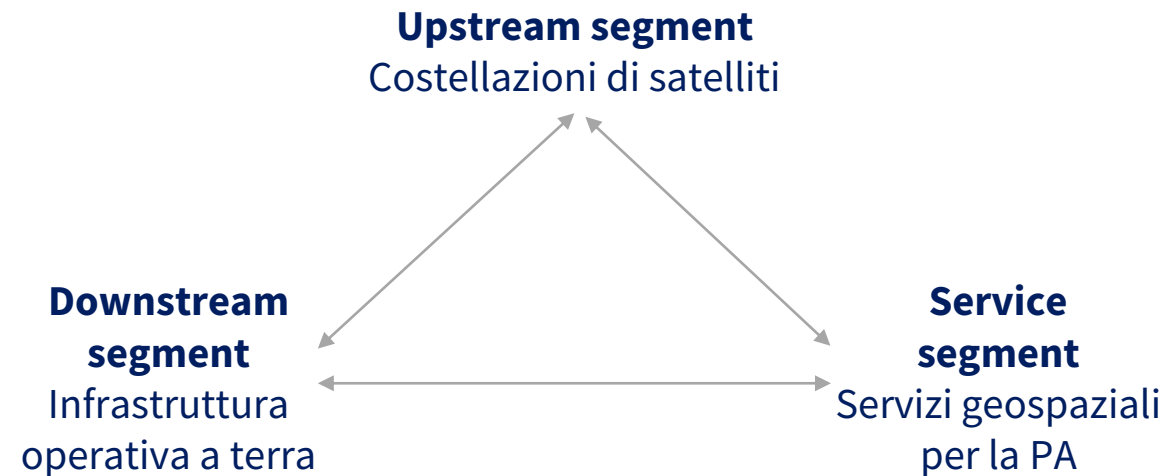 Upstream segment
Costellazioni di satelliti
Downstream
segment
Infrastruttura
operativa a terra
Service
segment
Servizi geospaziali
per la PA